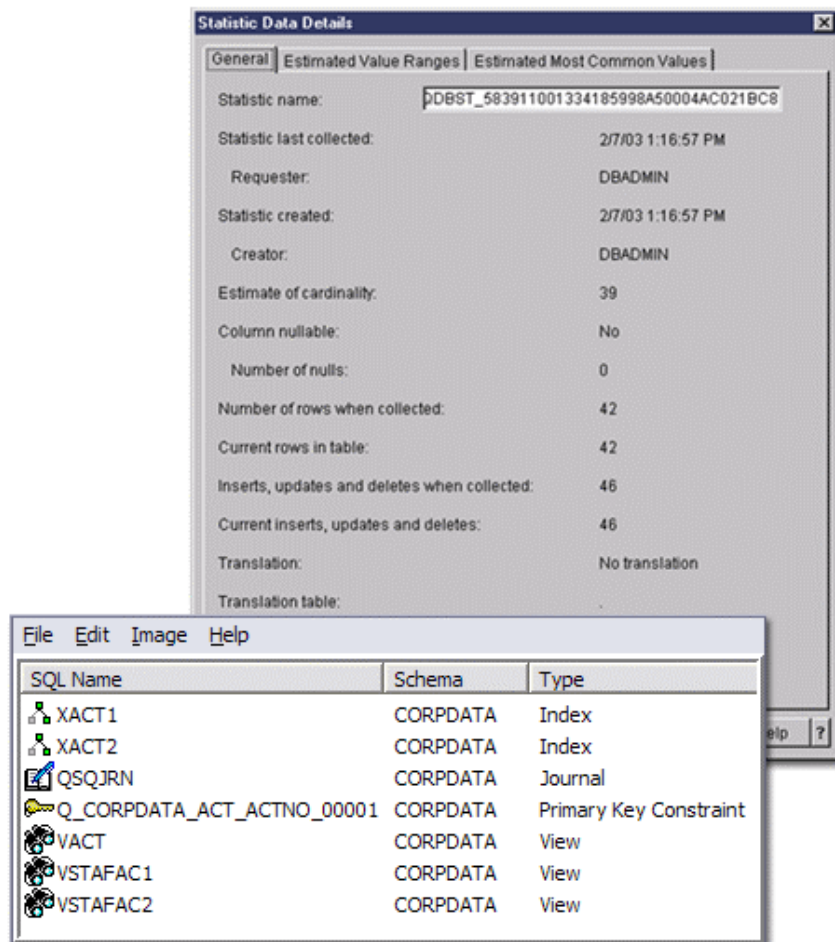 Statistic Data Details
General Estimated Value Ranges Estimated Most Common Values
Statistic name: QDBST_583911001334185998A50004AC021BC8
Statistic last collected: 2/7/03 1:16:57 PM
Requester: DBADMIN
Statistic created: 2/7/03 1:16:57 PM
Creator: DBADMIN
Estimate of cardinality: 39
Column nullable: No
Number of nulls: 0
Number of rows when collected: 42
Current rows in table: 42
Inserts, updates and deletes when collected: 46
Current inserts, updates and deletes: 46
Translation: No translation
Translation table: .
elp ?
File Edit Image Help
SQL Name Schema Type
XACT1 CORPDATA Index
XACT2 CORPDATA Index
QSQJRN CORPDATA Journal
Q_CORPDATA_ACT_ACTNO_00001 CORPDATA Primary Key Constraint
VACT CORPDATA View
VSTAFAC1 CORPDATA View
VSTAFAC2 CORPDATA View